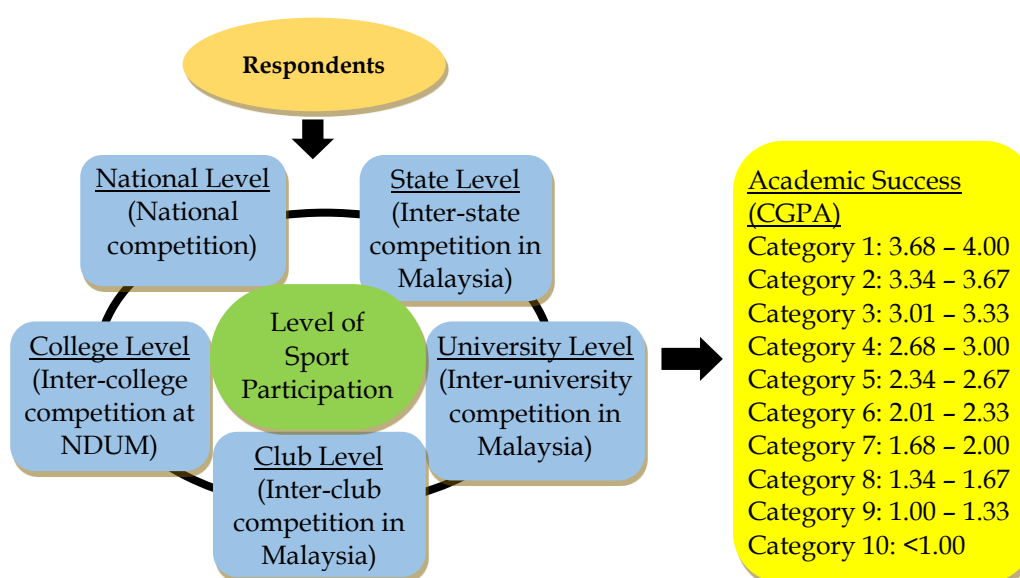 Respondents
National Level
(National
competition)
State Level
(Inter-state
competition in
Malaysia)
College Level
(Inter-college
competition at
NDUM)
Level of
Sport
Participation
University Level
(Inter-university
competition in
Malaysia)
Club Level
(Inter-club
competition in
Malaysia)
Academic Success
(CGPA)
Category 1: 3.68 – 4.00
Category 2: 3.34 – 3.67
Category 3: 3.01 – 3.33
Category 4: 2.68 – 3.00
Category 5: 2.34 – 2.67
Category 6: 2.01 – 2.33
Category 7: 1.68 – 2.00
Category 8: 1.34 – 1.67
Category 9: 1.00 – 1.33
Category 10: <1.00